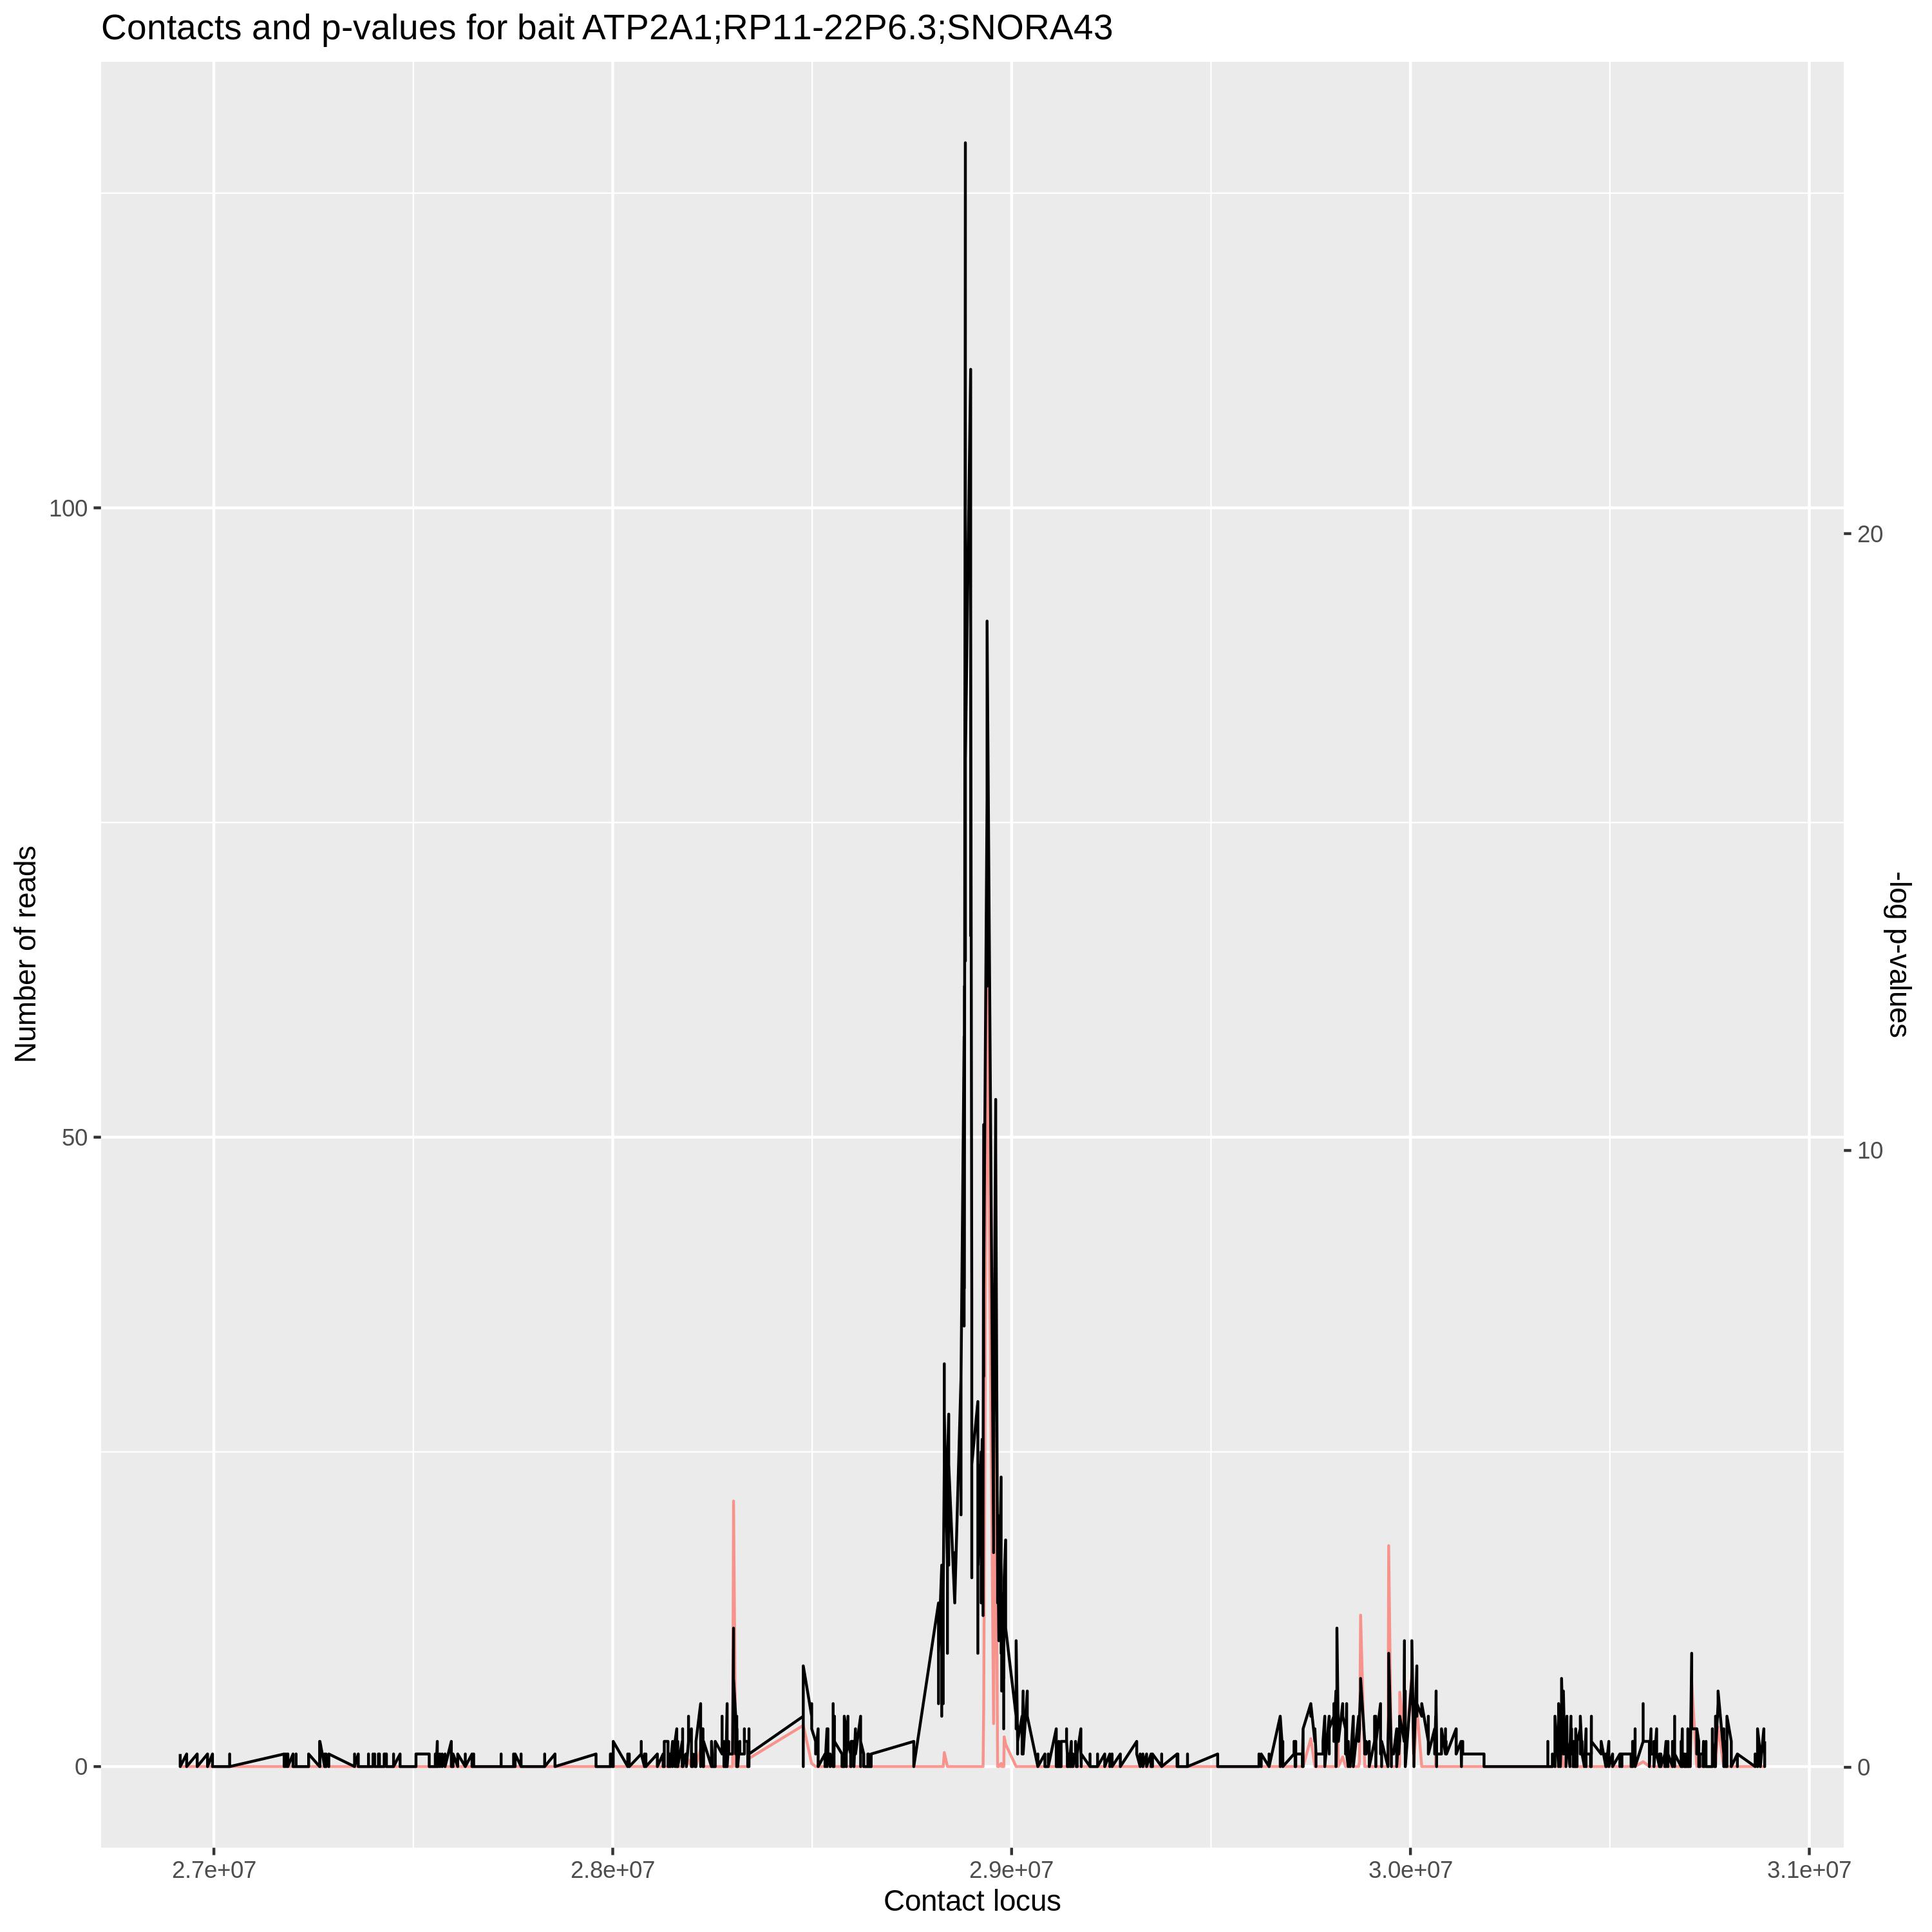 Contacts and p-values for bait ATP2A1;RP11-22P6.3;SNORA43
100
50
0
Number of reads
20
10
0
-log p-values
2.7e+07
2.8e+07
2.9e+07
3.0e+07
3.1e+07
Contact locus